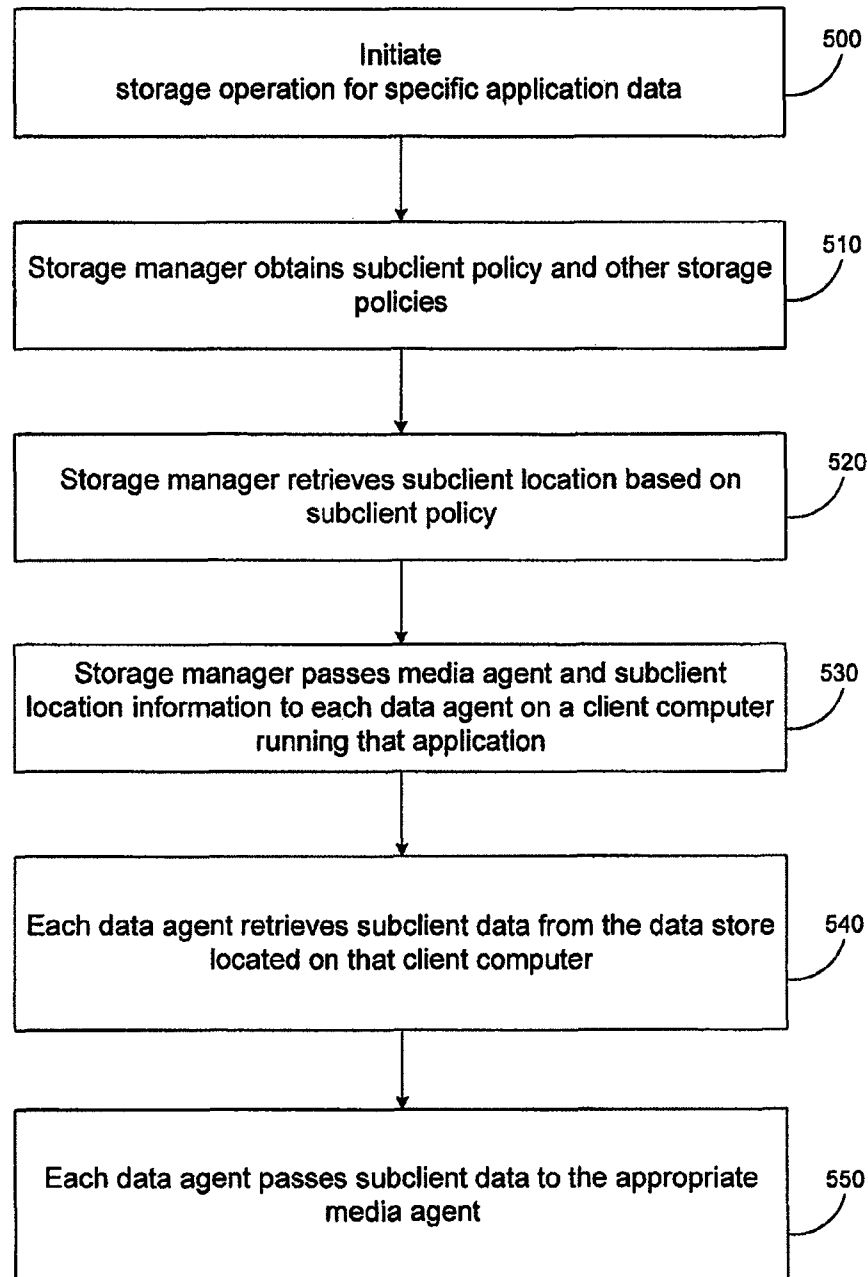 500
Initiate
storage operation for specific application data
510
Storage manager obtains subclient policy and other storage
policies
520
Storage manager retrieves subclient location based on
subclient policy
530
Storage manager passes media agent and subclient
location information to each data agent on a client computer
running that application
540
Each data agent retrieves subclient data from the data store
located on that client computer
550
Each data agent passes subclient data to the appropriate
media agent